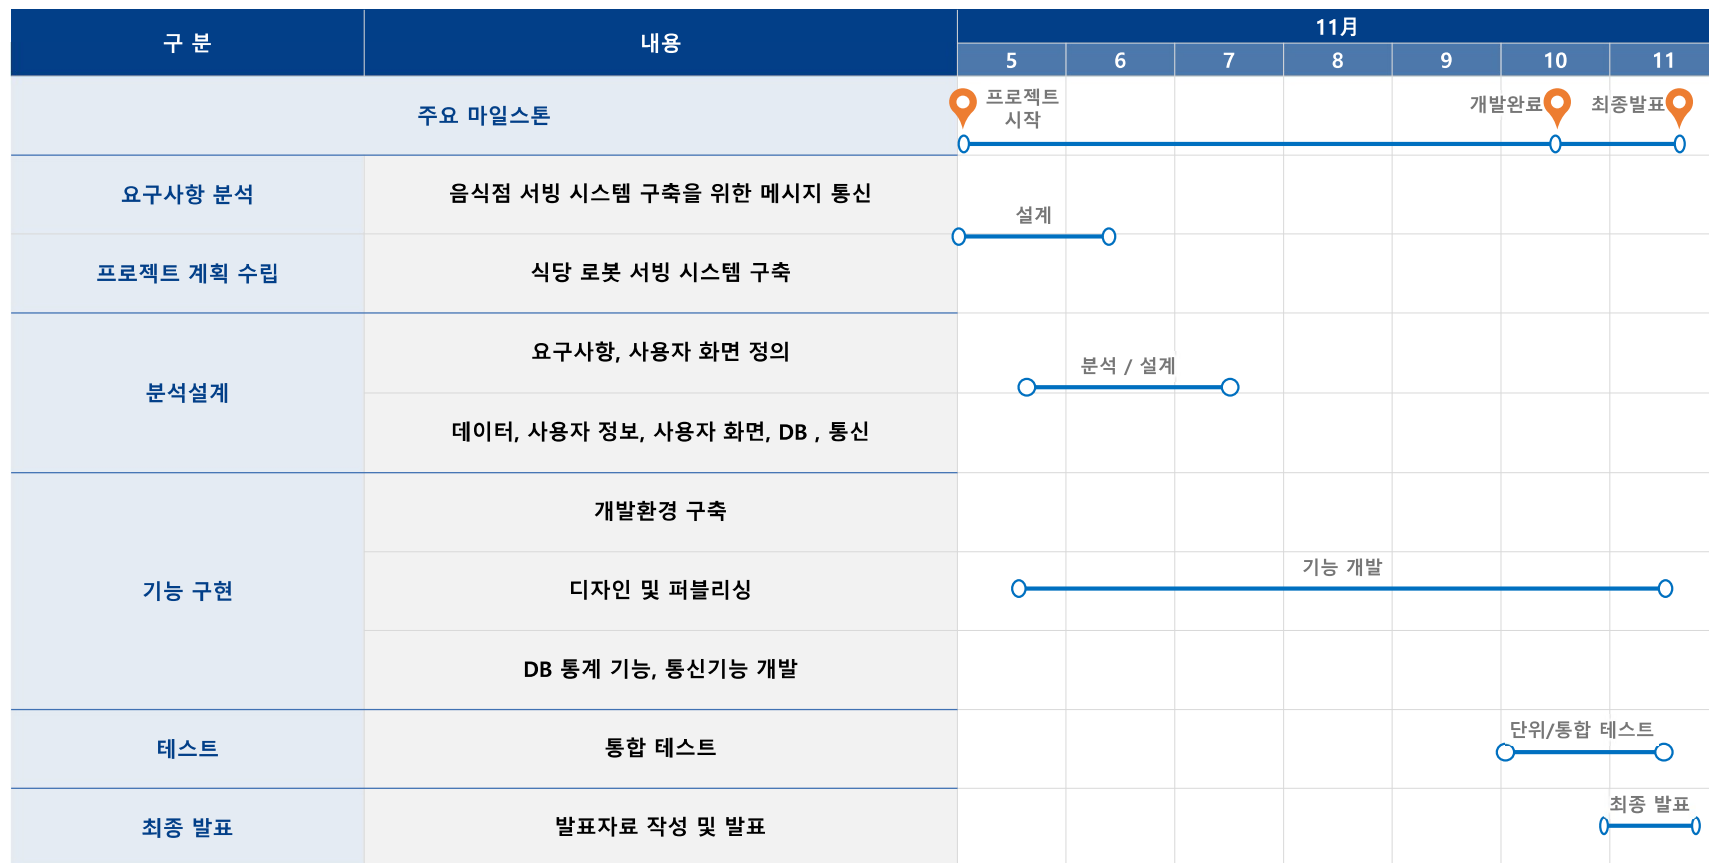 구 분
내용
11月
5 6 7 8 9 10 11
주요 마일스톤
프로젝트
시작
개발완료
최종발표
요구사항 분석
음식점 서빙 시스템 구축을 위한 메시지 통신
설계
프로젝트 계획 수립
식당 로봇 서빙 시스템 구축
분석설계
요구사항, 사용자 화면 정의
분석 / 설계
데이터, 사용자 정보, 사용자 화면, DB , 통신
기능 구현
개발환경 구축
디자인 및 퍼블리싱
기능 개발
DB 통계 기능, 통신기능 개발
테스트
통합 테스트
단위/통합 테스트
최종 발표
발표자료 작성 및 발표
최종 발표